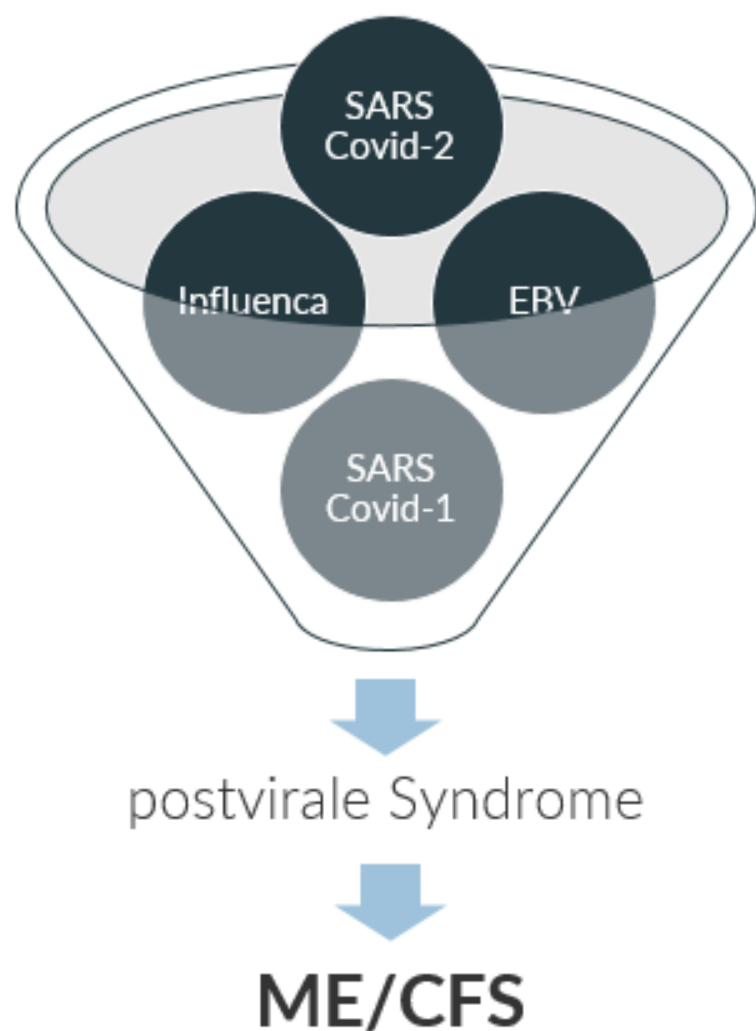 SARS
Covid-2
Influenca
EBV
SARS
Covid-1
postvirale Syndrome
ME/CFS